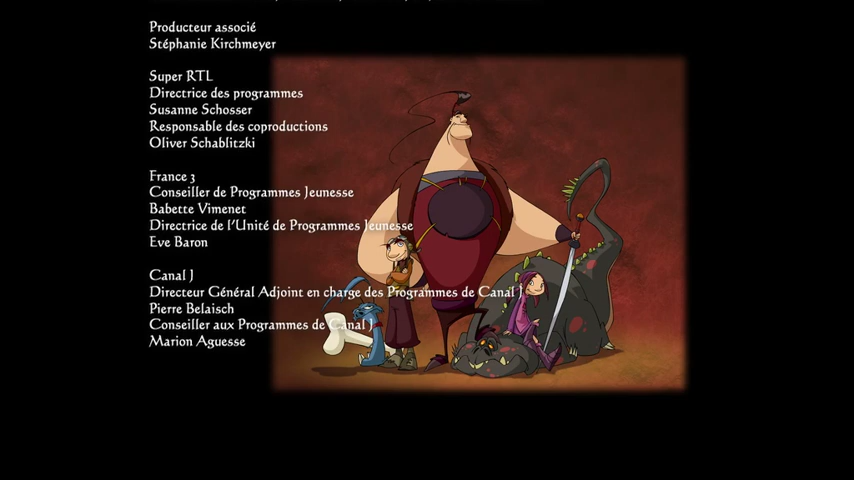 Producteur associé
Stéphanie Kirchmeyer
Super RTL
Directrice des programmes
Susanne Schosser
Responsable des coproductions
Oliver Schablitzki
France 3
Conseiller de Programmes Jeunesse
Babette Vimenet
Directrice de l'Unité de Programmes Jeunesse
Eve Baron
Canal J
Directeur Général Adjoint en charge des Programmes de Canal J
Pierre Belaisch
Conseiller aux Programmes de Canal J
Marion Aguesse